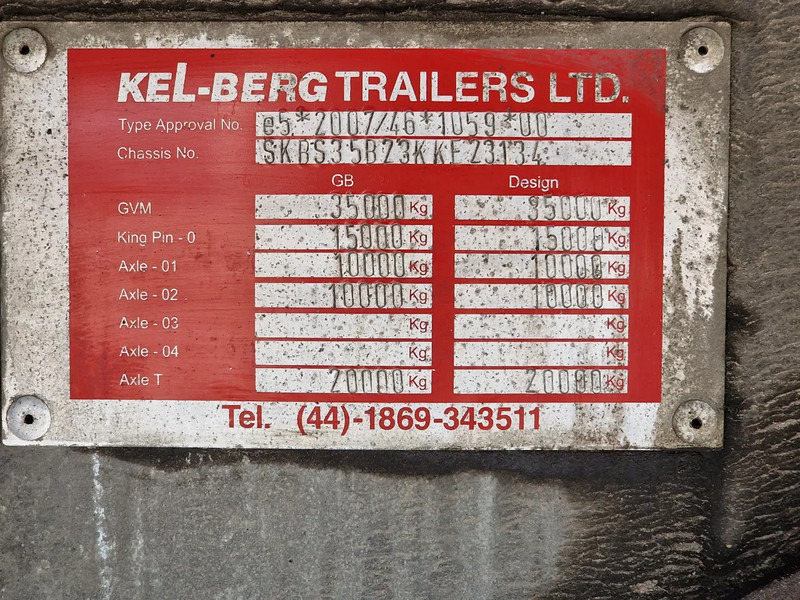 KEL-BERG TRAILERS LTD.
Type Approval No. e5*2007/46*1059*00
Chassis No. SKBS35B23KKFZ3134
GB Design
GVM 35000 Kg 35000 Kg
King Pin - 0 15000 Kg 15000 Kg
Axle - 01 10000 Kg 10000 Kg
Axle - 02 10000 Kg 10000 Kg
Axle - 03 Kg Kg
Axle - 04 Kg Kg
Axle T 20000 Kg 20000 Kg
Tel. (44)-1869-343511